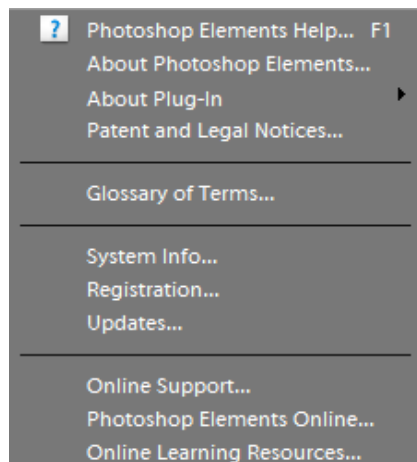 ? Photoshop Elements Help... F1
About Photoshop Elements...
About Plug-In
Patent and Legal Notices...
Glossary of Terms...
System Info...
Registration...
Updates...
Online Support...
Photoshop Elements Online...
Online Learning Resources...